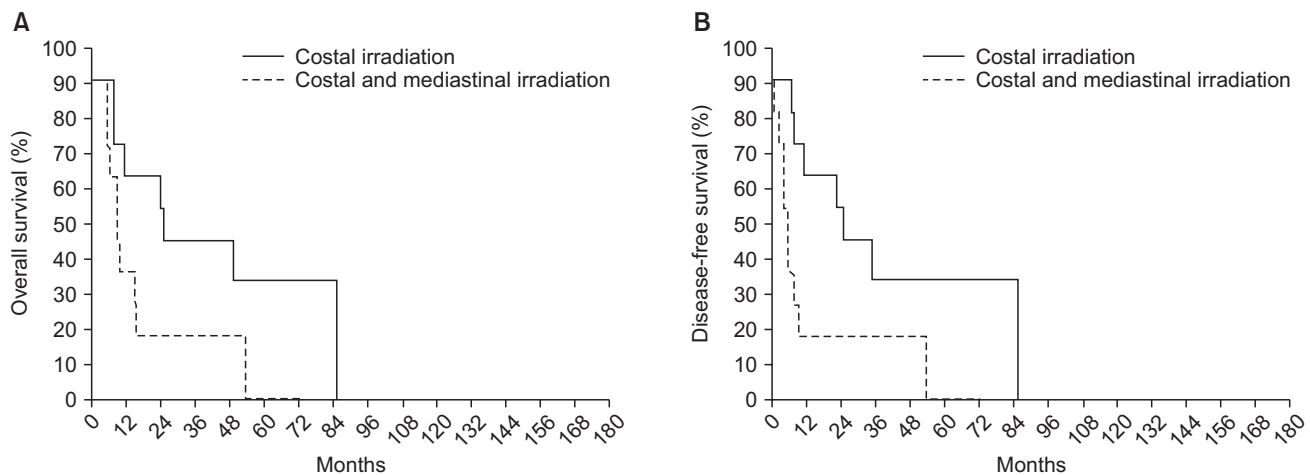 A
Overall survival (%)
100
90
80
70
60
50
40
30
20
10
0
Costal irradiation
Costal and mediastinal irradiation
0 12 24 36 48 60 72 84 96 108 120 132 144 156 168 180
Months
B
Disease-free survival (%)
100
90
80
70
60
50
40
30
20
10
0
Costal irradiation
Costal and mediastinal irradiation
0 12 24 36 48 60 72 84 96 108 120 132 144 156 168 180
Months